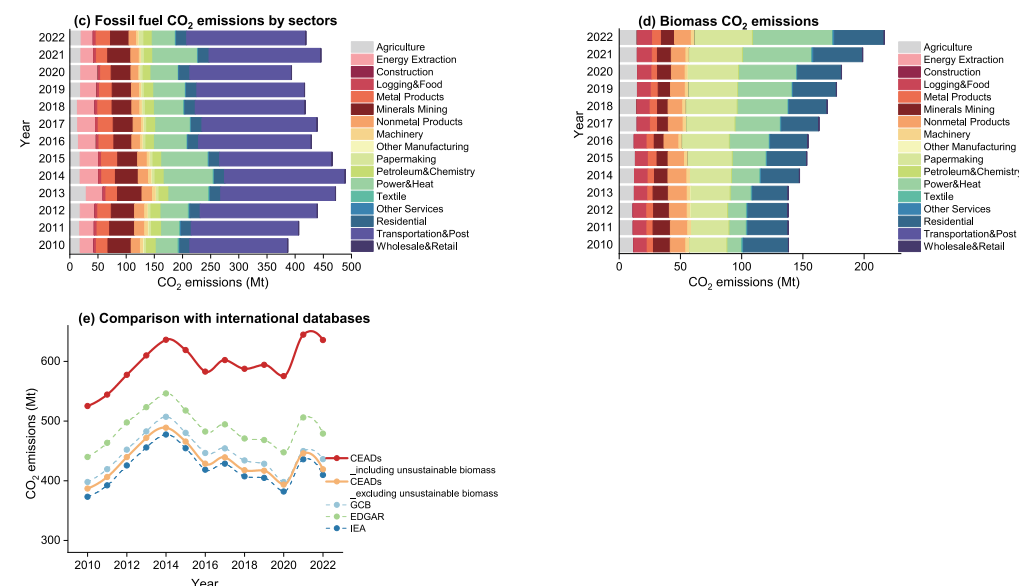 (c) Fossil fuel CO2 emissions by sectors
2022
2021
2020
2019
2018
2017
2016
2015
2014
2013
2012
2011
2010
Year
0 50 100 150 200 250 300 350 400 450 500
CO2 emissions (Mt)
Agriculture
Energy Extraction
Construction
Logging&Food
Metal Products
Minerals Mining
Nonmetal Products
Machinery
Other Manufacturing
Papermaking
Petroleum&Chemistry
Power&Heat
Textile
Other Services
Residential
Transportation&Post
Wholesale&Retail
(d) Biomass CO2 emissions
2022
2021
2020
2019
2018
2017
2016
2015
2014
2013
2012
2011
2010
Year
0 50 100 150 200
CO2 emissions (Mt)
Agriculture
Energy Extraction
Construction
Logging&Food
Metal Products
Minerals Mining
Nonmetal Products
Machinery
Other Manufacturing
Papermaking
Petroleum&Chemistry
Power&Heat
Textile
Other Services
Residential
Transportation&Post
Wholesale&Retail
(e) Comparison with international databases
600
500
400
300
CO2 emissions (Mt)
2010 2012 2014 2016 2018 2020 2022
Year
CEADs
_including unsustainable biomass
CEADs
_excluding unsustainable biomass
GCB
EDGAR
IEA